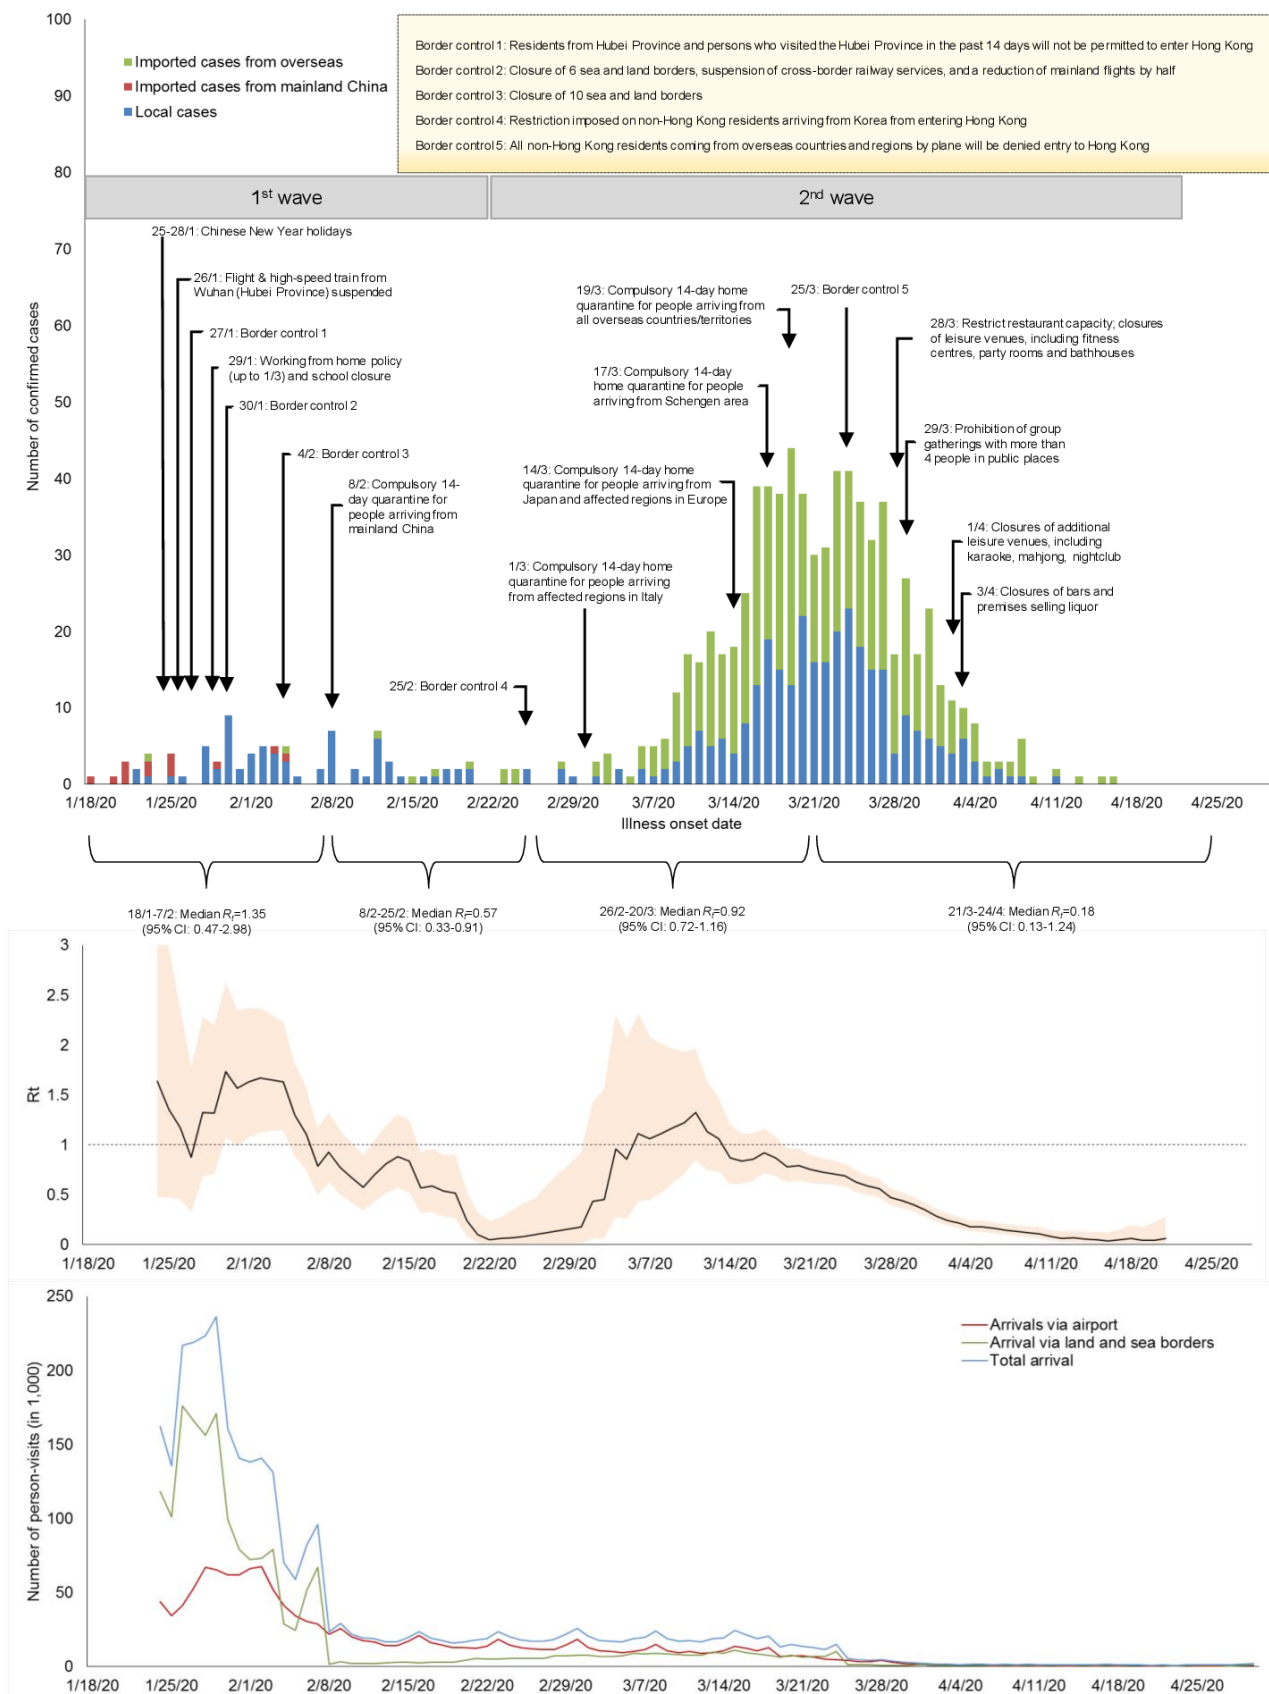 100
90
80
70
60
50
40
30
20
10
0
Number of confirmed cases
Imported cases from overseas
Imported cases from mainland China
Local cases
Border control 1: Residents from Hubei Province and persons who visited the Hubei Province in the past 14 days will not be permitted to enter Hong Kong
Border control 2: Closure of 6 sea and land borders, suspension of cross-border railway services, and a reduction of mainland flights by half
Border control 3: Closure of 10 sea and land borders
Border control 4: Restriction imposed on non-Hong Kong residents arriving from Korea from entering Hong Kong
Border control 5: All non-Hong Kong residents coming from overseas countries and regions by plane will be denied entry to Hong Kong
1st wave
2nd wave
25-28/1: Chinese New Year holidays
26/1: Flight & high-speed train from
Wuhan (Hubei Province) suspended
27/1: Border control 1
29/1: Working from home policy
(up to 1/3) and school closure
30/1: Border control 2
4/2: Border control 3
8/2: Compulsory 14-
day quarantine for
people arriving from
mainland China
25/2: Border control 4
1/3: Compulsory 14-day home
quarantine for people arriving
from affected regions in Italy
14/3: Compulsory 14-day home
quarantine for people arriving from
Japan and affected regions in Europe
17/3: Compulsory 14-day
home quarantine for people
arriving from Schengen area
19/3: Compulsory 14-day home
quarantine for people arriving from
all overseas countries/territories
25/3: Border control 5
28/3: Restrict restaurant capacity; closures
of leisure venues, including fitness
centres, party rooms and bathhouses
29/3: Prohibition of group
gatherings with more than
4 people in public places
1/4: Closures of additional
leisure venues, including
karaoke, mahjong, nightclub
3/4: Closures of bars and
premises selling liquor
1/18/20 1/25/20 2/1/20 2/8/20 2/15/20 2/22/20 2/29/20 3/7/20 3/14/20 3/21/20 3/28/20 4/4/20 4/11/20 4/18/20 4/25/20
Illness onset date
18/1-7/2: Median Rt=1.35
(95% CI: 0.47-2.98)
8/2-25/2: Median Rt=0.57
(95% CI: 0.33-0.91)
26/2-20/3: Median Rt=0.92
(95% CI: 0.72-1.16)
21/3-24/4: Median Rt=0.18
(95% CI: 0.13-1.24)
3
2.5
2
1.5
1
0.5
0
Rt
1/18/20 1/25/20 2/1/20 2/8/20 2/15/20 2/22/20 2/29/20 3/7/20 3/14/20 3/21/20 3/28/20 4/4/20 4/11/20 4/18/20 4/25/20
250
200
150
100
50
0
Number of person-visits (in 1,000)
Arrivals via airport
Arrival via land and sea borders
Total arrival
1/18/20 1/25/20 2/1/20 2/8/20 2/15/20 2/22/20 2/29/20 3/7/20 3/14/20 3/21/20 3/28/20 4/4/20 4/11/20 4/18/20 4/25/20